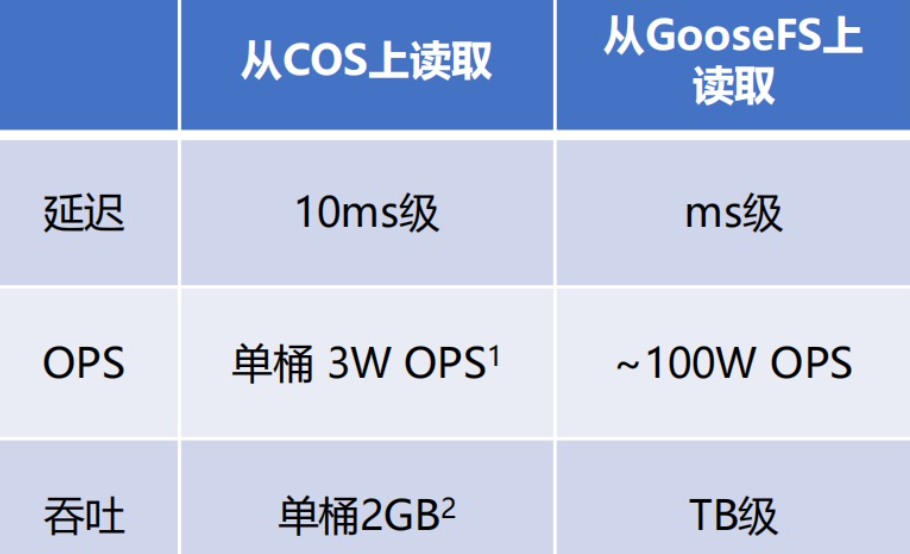 从COS上读取
从GooseFS上
读取
延迟
10ms级
ms级
OPS
单桶 3W OPS¹
~100W OPS
吞吐
单桶2GB²
TB级